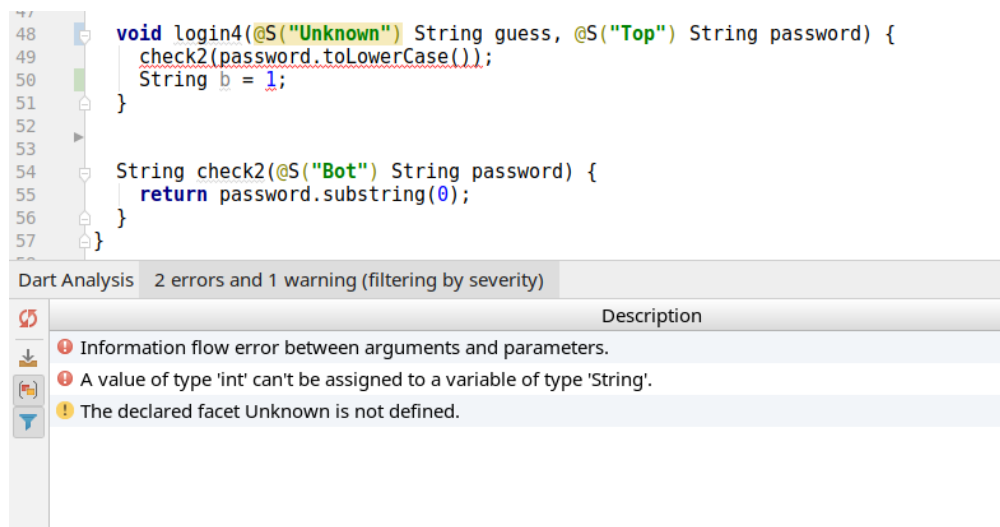 47
48 void login4(@S("Unknown") String guess, @S("Top") String password) {
49 check2(password.toLowerCase());
50 String b = 1;
51 }
52
53
54 String check2(@S("Bot") String password) {
55 return password.substring(0);
56 }
57 }
Dart Analysis 2 errors and 1 warning (filtering by severity)
Description
Information flow error between arguments and parameters.
A value of type 'int' can't be assigned to a variable of type 'String'.
The declared facet Unknown is not defined.